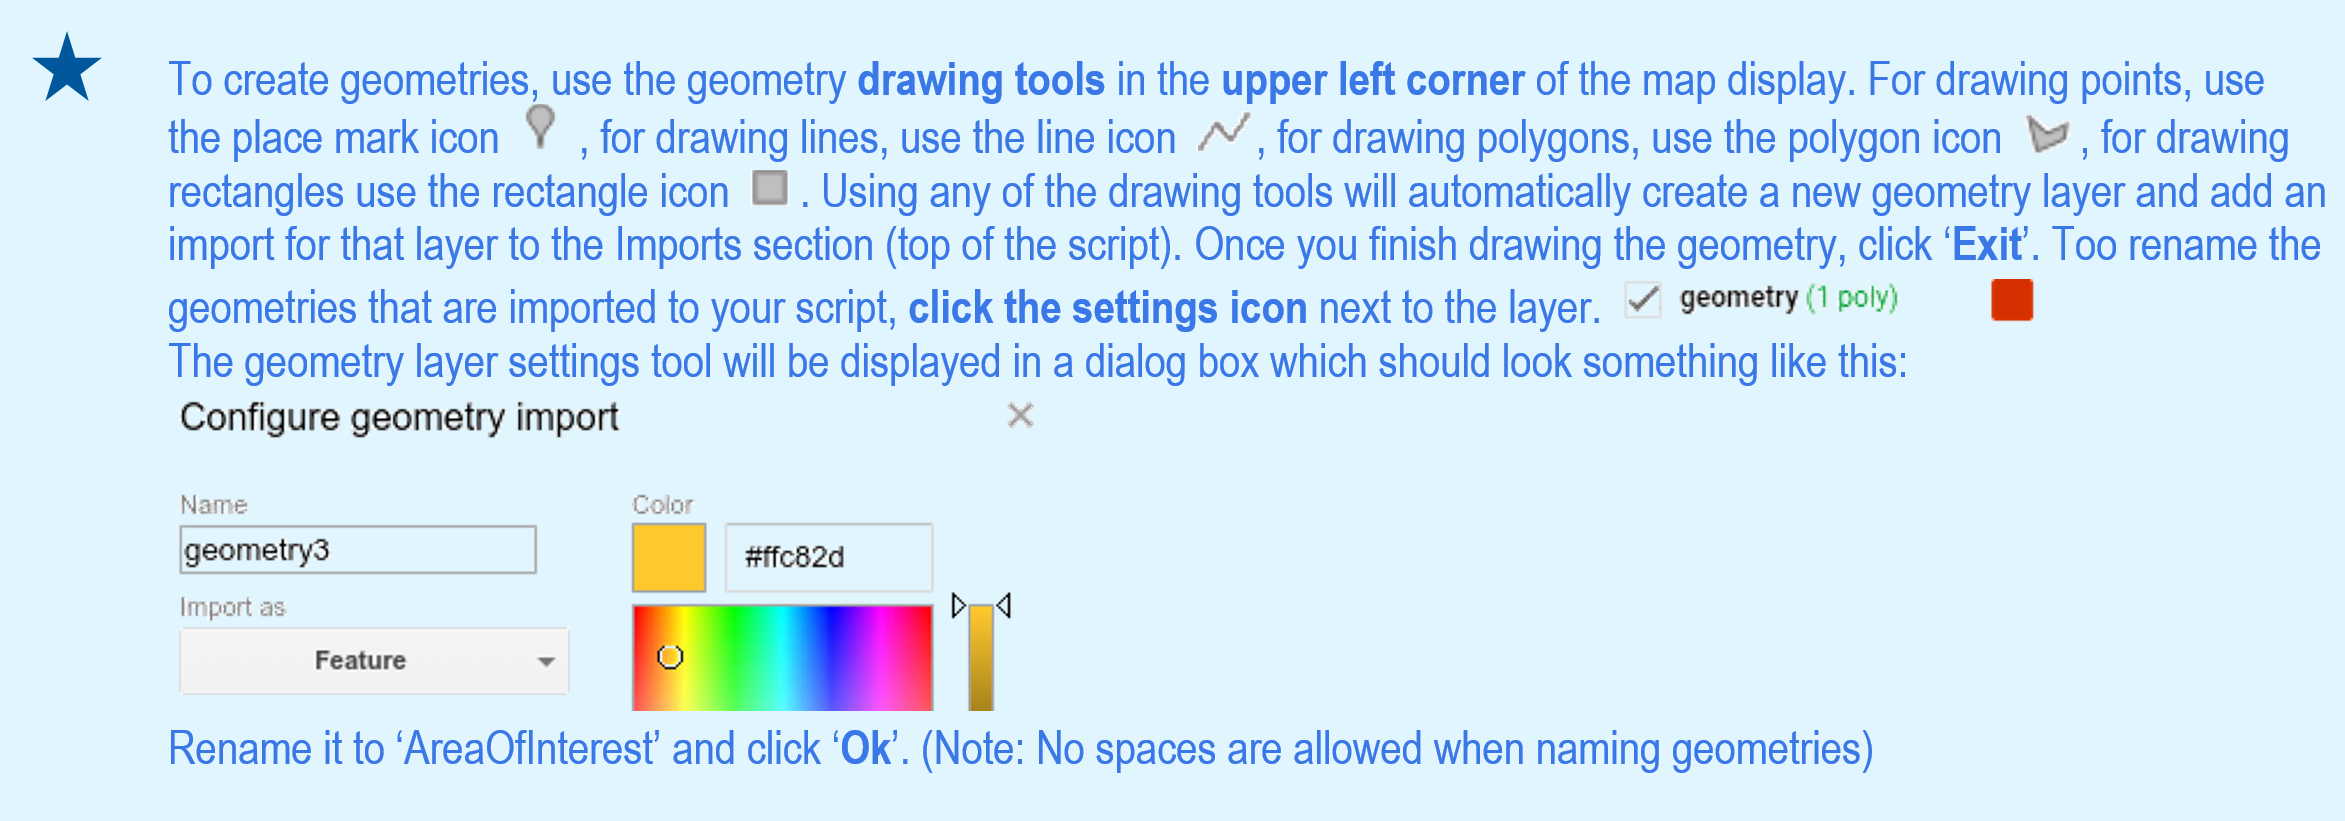 To create geometries, use the geometry drawing tools in the upper left corner of the map display. For drawing points, use
the place mark icon , for drawing lines, use the line icon , for drawing polygons, use the polygon icon , for drawing
rectangles use the rectangle icon . Using any of the drawing tools will automatically create a new geometry layer and add an
import for that layer to the Imports section (top of the script). Once you finish drawing the geometry, click ‘Exit’. Too rename the
geometries that are imported to your script, click the settings icon next to the layer. geometry (1 poly)
The geometry layer settings tool will be displayed in a dialog box which should look something like this:
Configure geometry import
Name Color
geometry3 #ffc82d
Import as
Feature
Rename it to ‘AreaOfInterest’ and click ‘Ok’. (Note: No spaces are allowed when naming geometries)